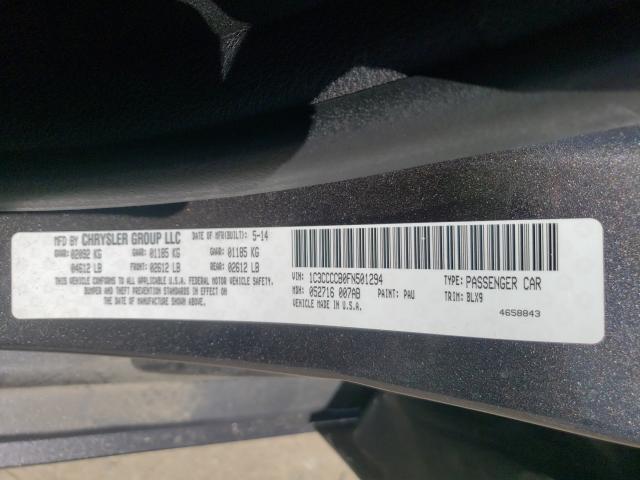 MFD BY CHRYSLER GROUP LLC DATE OF MFG(BUILT): 5-14
GVWR: 02092 KG GAWR: 01185 KG GAWR: 01185 KG
04612 LB FRONT: 02612 LB REAR: 02612 LB
THIS VEHICLE CONFORMS TO ALL APPLICABLE U.S. FEDERAL MOTOR VEHICLE SAFETY,
BUMPER AND THEFT PREVENTION STANDARDS IN EFFECT ON
THE DATE OF MANUFACTURE SHOWN ABOVE.
VIN: 1C3CCCCB0FN501294 TYPE: PASSENGER CAR
MDH: 052716 007AB PAINT: PAU TRIM: BLX9
VEHICLE MADE IN U.S.A. 4658843